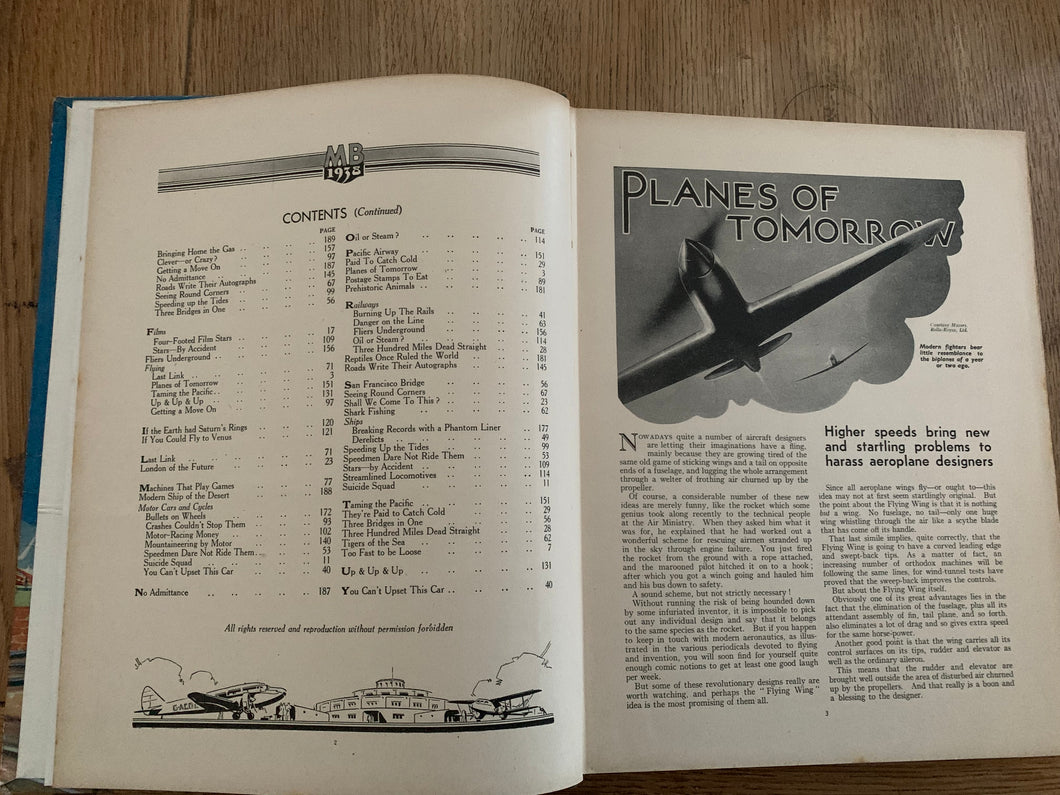 MB
1938
CONTENTS (Continued)
PAGE
Bringing Home the Gas .. .. .. 189
Clever—or Crazy? .. .. .. 157
Getting a Move On .. .. .. 97
No Admittance .. .. .. 187
Roads Write Their Autographs .. .. 145
Seeing Round Corners .. .. .. 67
Speeding up the Tides .. .. .. 99
Three Bridges in One .. .. .. 56
Films
Four-Footed Film Stars .. .. .. 17
Stars—By Accident .. .. .. 109
Fliers Underground .. .. .. 156
Flying
Last Link .. .. .. 71
Planes of Tomorrow .. .. .. 3
Taming the Pacific .. .. .. 151
Up & Up & Up .. .. .. 131
Getting a Move On .. .. .. 97
If the Earth had Saturn's Rings .. .. 120
If You Could Fly to Venus .. .. 121
Last Link .. .. .. 71
London of the Future .. .. .. 23
Machines That Play Games .. .. 77
Modern Ship of the Desert .. .. 188
Motor Cars and Cycles
Bullets on Wheels .. .. .. 172
Crashes Couldn't Stop Them .. .. 93
Motor-Racing Money .. .. .. 102
Mountaineering by Motor .. .. .. 140
Speedmen Dare Not Ride Them .. .. 53
Suicide Squad .. .. .. 11
You Can't Upset This Car .. .. 40
No Admittance .. .. .. 187
PAGE
Oil or Steam ? .. .. .. 114
Pacific Airway .. .. .. 151
Paid To Catch Cold .. .. .. 29
Planes of Tomorrow .. .. .. 3
Postage Stamps To Eat .. .. .. 89
Prehistoric Animals .. .. .. 181
Railways
Burning Up The Rails .. .. .. 41
Danger on the Line .. .. .. 63
Fliers Underground .. .. .. 156
Oil or Steam ? .. .. .. 114
Three Hundred Miles Dead Straight .. 28
Reptiles Once Ruled the World .. .. 181
Roads Write Their Autographs .. .. 145
San Francisco Bridge .. .. .. 56
Seeing Round Corners .. .. .. 67
Shall We Come To This ? .. .. 23
Shark Fishing .. .. .. 62
Ships
Breaking Records with a Phantom Liner .. 177
Derelicts .. .. .. 49
Speeding Up the Tides .. .. .. 99
Speedmen Dare Not Ride Them .. .. 53
Stars—by Accident .. .. .. 109
Streamlined Locomotives .. .. .. 114
Suicide Squad .. .. .. 11
Taming the Pacific .. .. .. 151
They're Paid to Catch Cold .. .. 29
Three Bridges in One .. .. .. 56
Three Hundred Miles Dead Straight .. 28
Tigers of the Sea .. .. .. 62
Too Fast to be Loose .. .. .. 7
Up & Up & Up .. .. .. 131
You Can't Upset This Car .. .. .. 40
All rights reserved and reproduction without permission forbidden
2
PLANES OF
TOMORROW
Courtesy Messrs.
Rolls-Royce, Ltd.
Modern fighters bear
little resemblance to
the biplanes of a year
or two ago.
NOWADAYS quite a number of aircraft designers
are letting their imaginations have a fling,
mainly because they are growing tired of the
same old game of sticking wings and a tail on opposite
ends of a fuselage, and lugging the whole arrangement
through a welter of frothing air churned up by the
propeller.
Of course, a considerable number of these new
ideas are merely funny, like the rocket which some
genius took along recently to the technical people
at the Air Ministry. When they asked him what it
was for, he explained that he had worked out a
wonderful scheme for rescuing airmen stranded up
in the sky through engine failure. You just fired
the rocket from the ground with a rope attached,
and the marooned pilot hitched it on to a hook ;
after which you got a winch going and hauled him
and his bus down to safety.
A sound scheme, but not strictly necessary !
Without running the risk of being hounded down
by some infuriated inventor, it is impossible to pick
out any individual design and say that it belongs
to the same species as the rocket. But if you happen
to keep in touch with modern aeronautics, as illus-
trated in the various periodicals devoted to flying
and invention, you will soon find for yourself quite
enough comic notions to get at least one good laugh
per week.
But some of these revolutionary designs really are
worth watching, and perhaps the " Flying Wing "
idea is the most promising of them all.
Higher speeds bring new
and startling problems to
harass aeroplane designers
Since all aeroplane wings fly—or ought to—this
idea may not at first seem startlingly original. But
the point about the Flying Wing is that it is nothing
but a wing. No fuselage, no tail—only one huge
wing whistling through the air like a scythe blade
that has come off its handle.
That last simile implies, quite correctly, that the
Flying Wing is going to have a curved leading edge
and swept-back tips. As a matter of fact, an
increasing number of orthodox machines will be
following the same lines, for wind-tunnel tests have
proved that the sweep-back improves the controls.
But about the Flying Wing itself.
Obviously one of its great advantages lies in the
fact that the elimination of the fuselage, plus all its
attendant assembly of fin, tail plane, and so forth,
also eliminates a lot of drag and so gives extra speed
for the same horse-power.
Another good point is that the wing carries all its
control surfaces on its tips, rudder and elevator as
well as the ordinary aileron.
This means that the rudder and elevator are
brought well outside the area of disturbed air churned
up by the propellers. And that really is a boon and
a blessing to the designer.
3